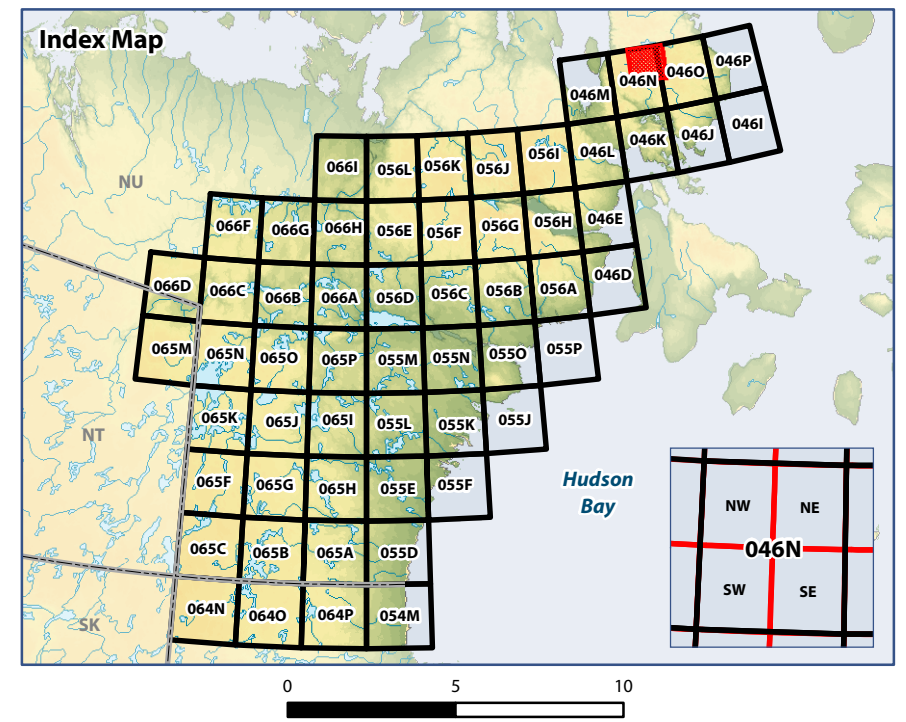 Index Map
046M
046N
046O
046P
046L
046K
046J
046I
066I
056L
056K
056J
056I
NU
066F
066G
066H
056E
056F
056G
056H
046E
066D
066C
066B
066A
056D
056C
056B
056A
046D
065M
065N
065O
065P
055M
055N
055O
055P
065K
065J
065I
055L
055K
055J
NT
065F
065G
065H
055E
055F
Hudson
Bay
065C
065B
065A
055D
SK
064N
064O
064P
054M
NW
NE
046N
SW
SE
0
5
10